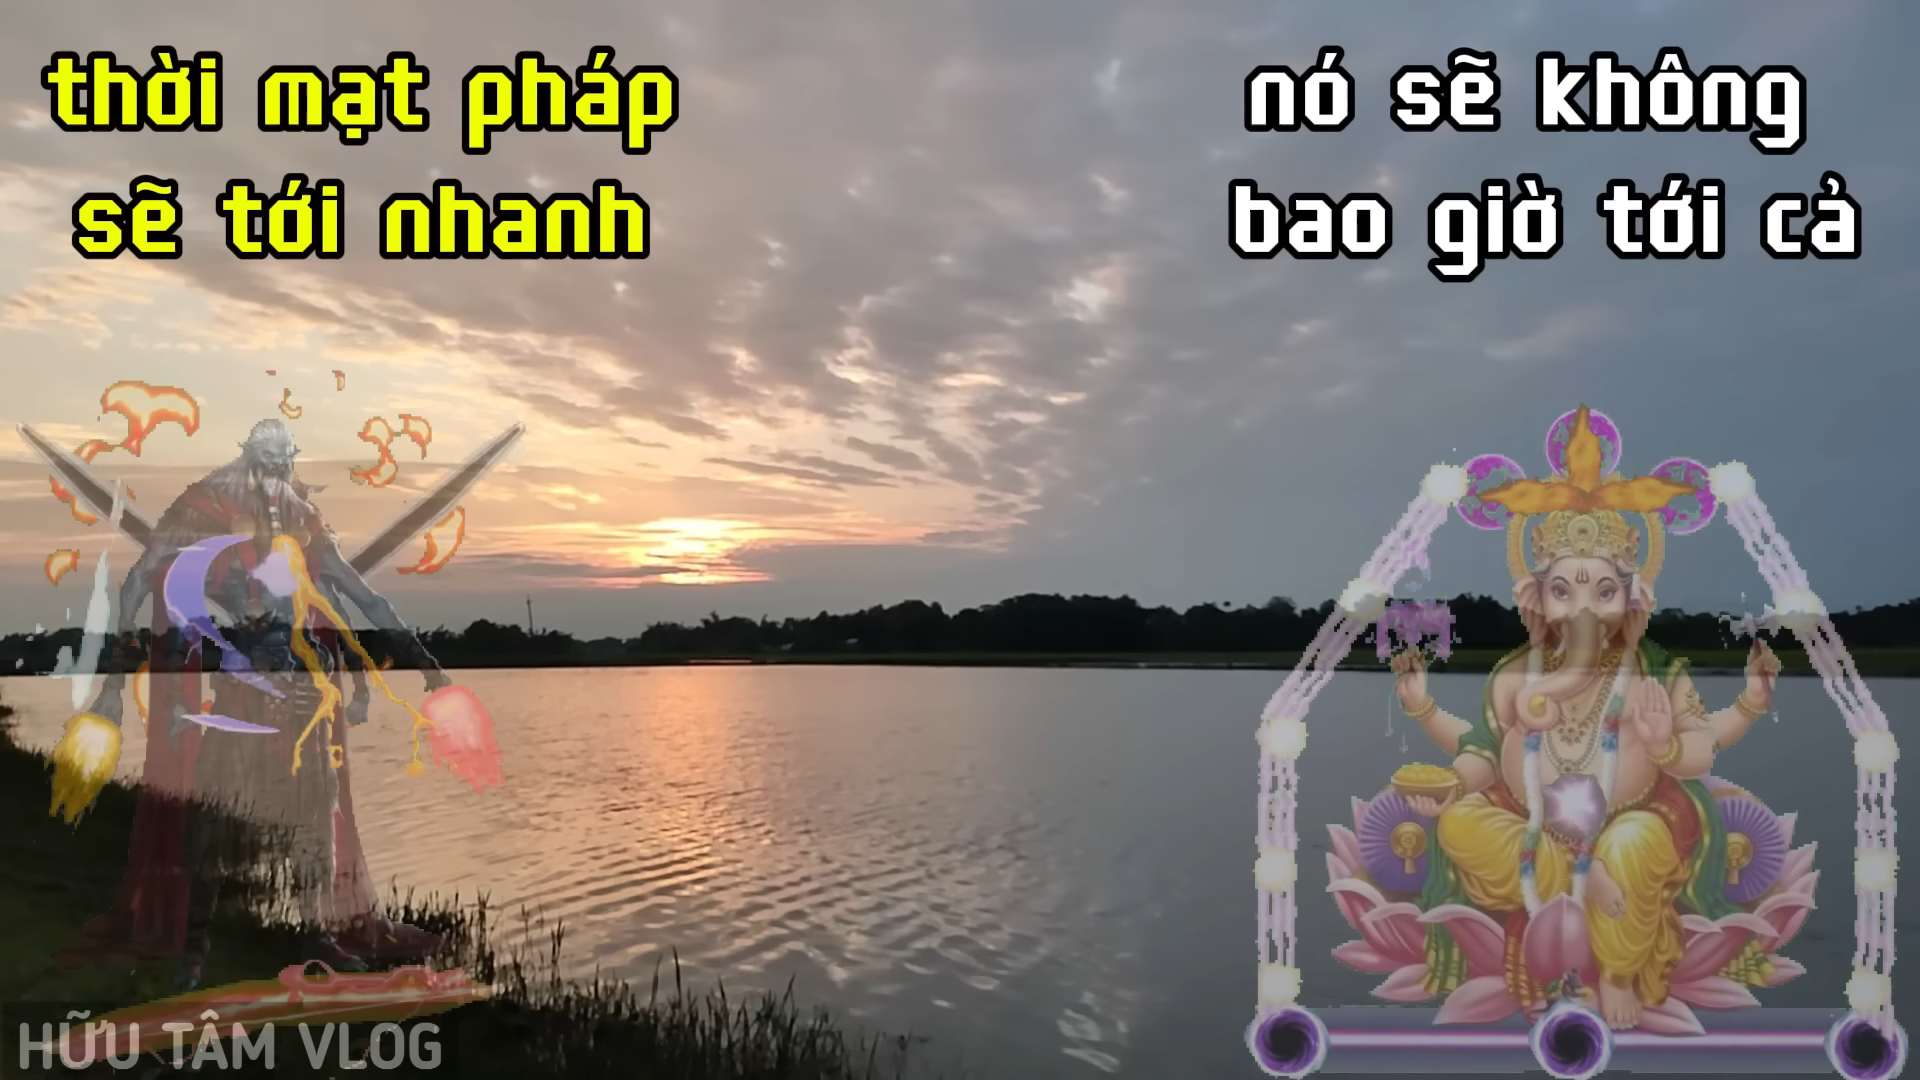 thời mạt pháp
sẽ tới nhanh
nó sẽ không
bao giờ tới cả
HỮU TÂM VLOG